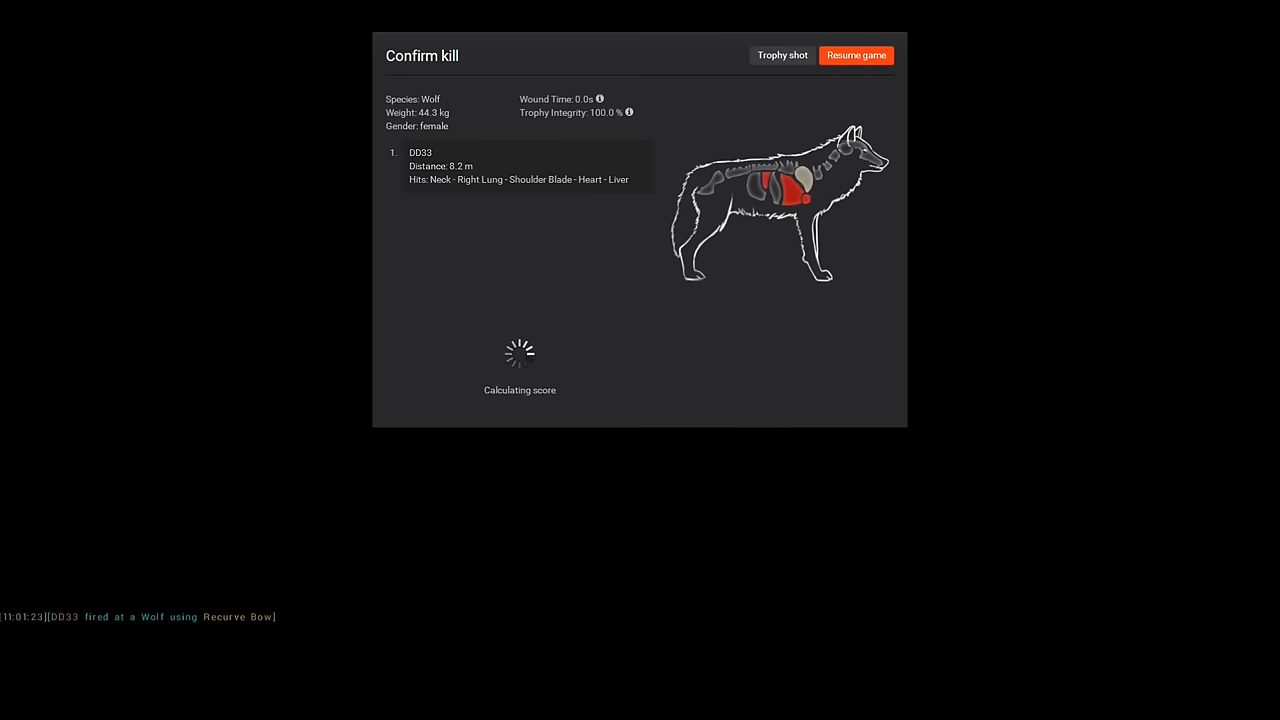 Confirm kill
Trophy shot
Resume game
Species: Wolf
Weight: 44.3 kg
Gender: female
Wound Time: 0.0s
Trophy Integrity: 100.0 %
1.
DD33
Distance: 8.2 m
Hits: Neck - Right Lung - Shoulder Blade - Heart - Liver
Calculating score
[11:01:23][DD33 fired at a Wolf using Recurve Bow]